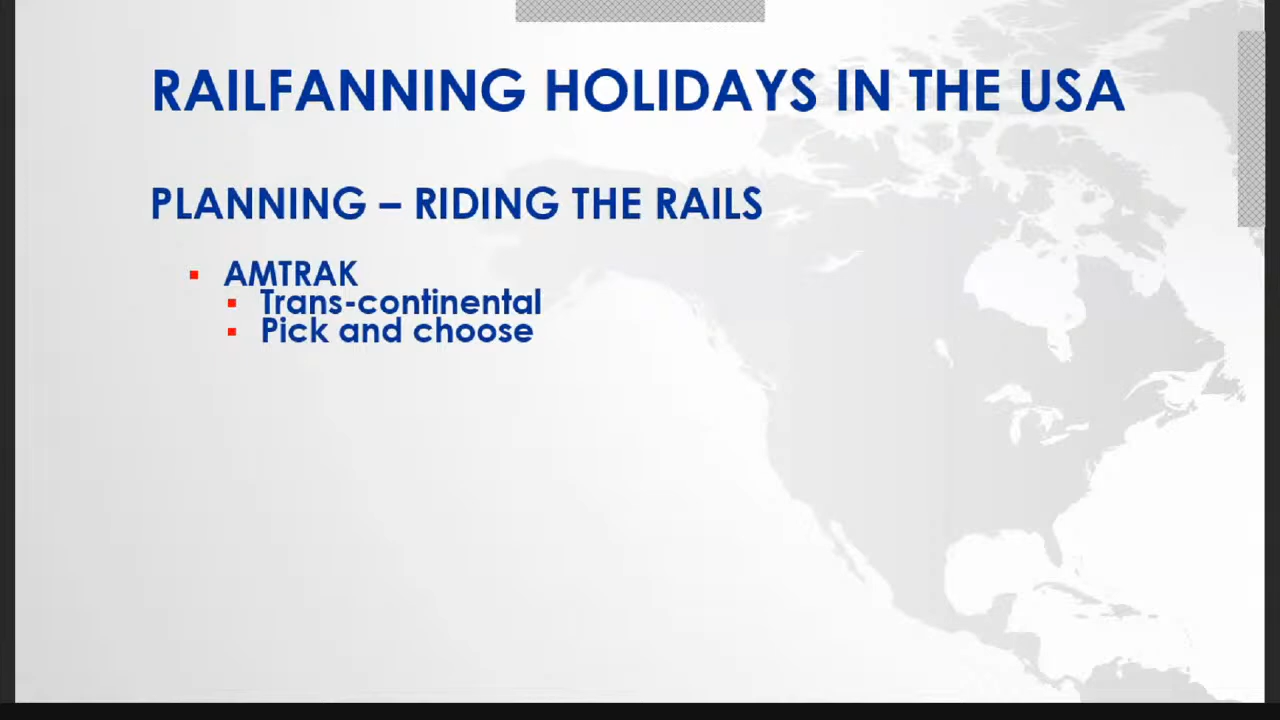 RAILFANNING HOLIDAYS IN THE USA
PLANNING – RIDING THE RAILS
▪ AMTRAK
▪ Trans-continental
▪ Pick and choose